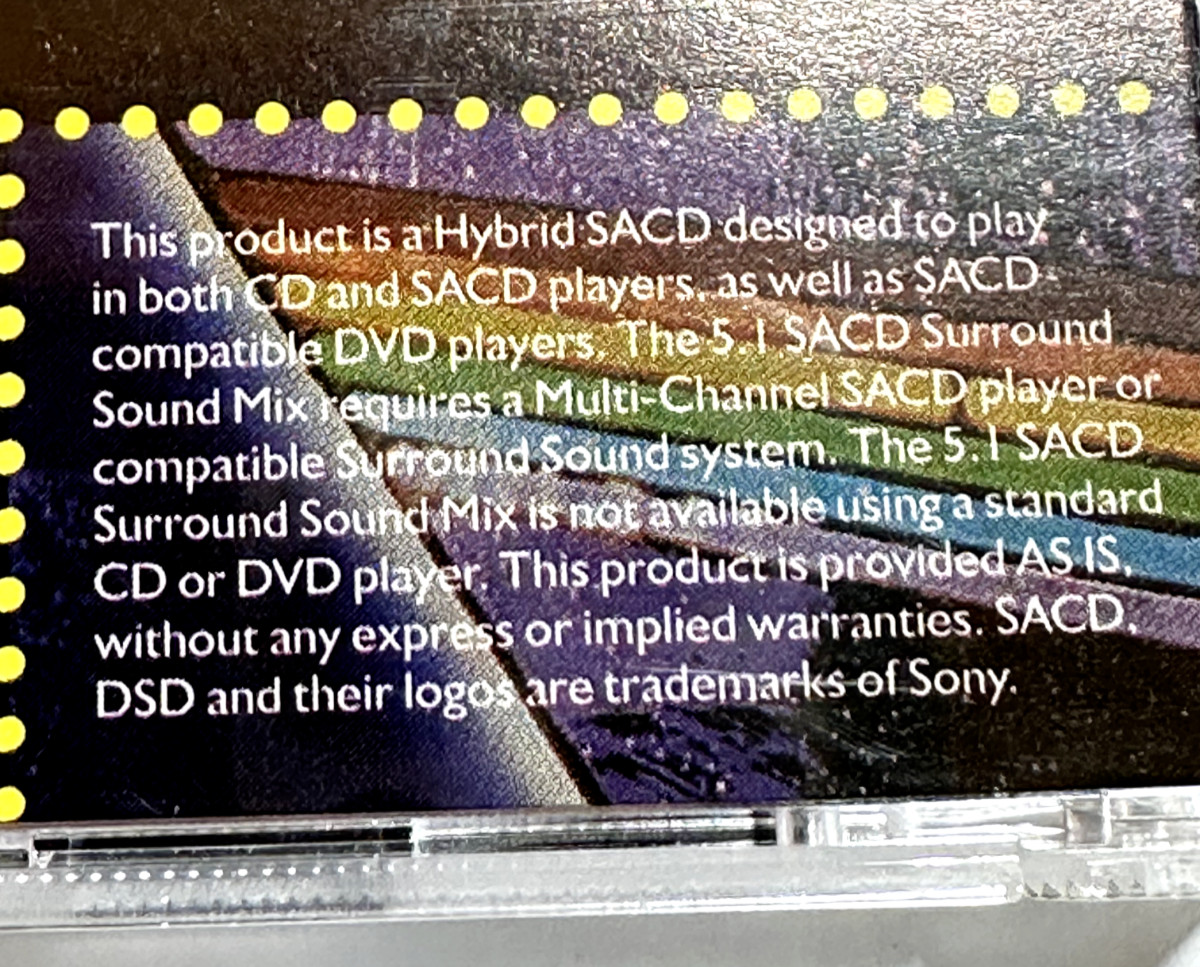 This product is a Hybrid SACD designed to play
in both CD and SACD players, as well as SACD-
compatible DVD players. The 5.1 SACD Surround
Sound Mix requires a Multi-Channel SACD player or
compatible Surround Sound system. The 5.1 SACD
Surround Sound Mix is not available using a standard
CD or DVD player. This product is provided AS IS,
without any express or implied warranties. SACD,
DSD and their logos are trademarks of Sony.